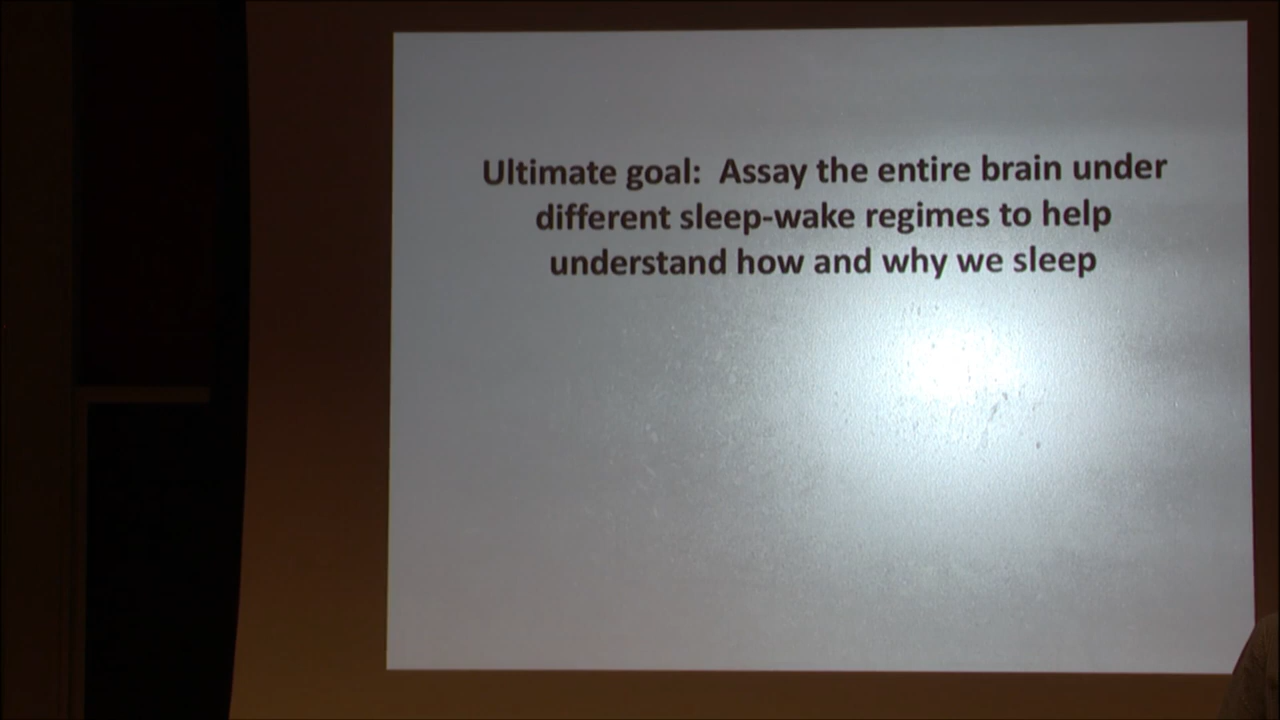 Ultimate goal:  Assay the entire brain under
different sleep-wake regimes to help
understand how and why we sleep